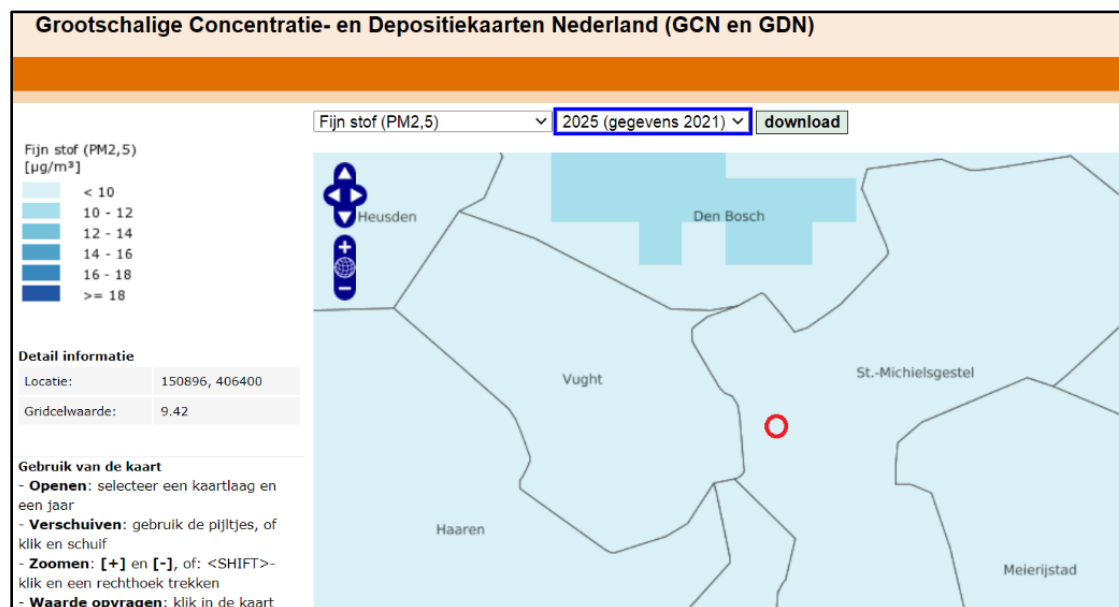 Grootschalige Concentratie- en Depositiekaarten Nederland (GCN en GDN)
Fijn stof (PM2,5)
2025 (gegevens 2021)
download
Fijn stof (PM2,5)
[µg/m³]
< 10
10 - 12
12 - 14
14 - 16
16 - 18
>= 18
Detail informatie
Locatie: 150896, 406400
Gridcelwaarde: 9.42
Gebruik van de kaart
- Openen: selecteer een kaartlaag en
een jaar
- Verschuiven: gebruik de pijltjes, of
klik en schuif
- Zoomen: [+] en [-], of: <SHIFT>-
klik en een rechthoek trekken
- Waarde opvragen: klik in de kaart
Heusden
Den Bosch
Vught
St.-Michielsgestel
Haaren
Meierijstad